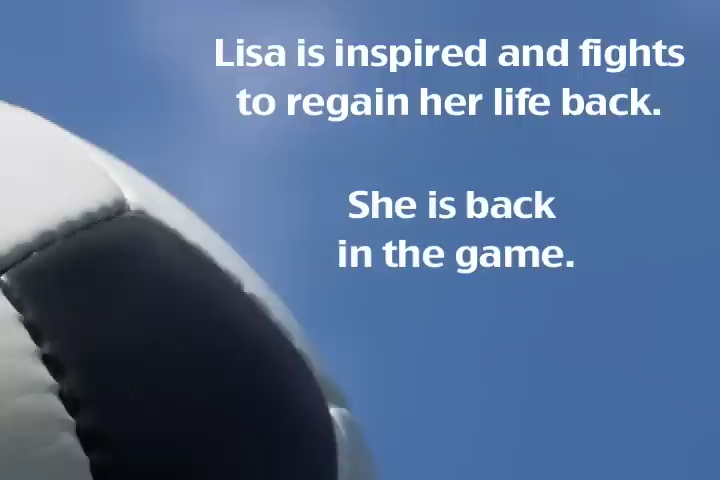 Lisa is inspired and fights
to regain her life back.
She is back
in the game.